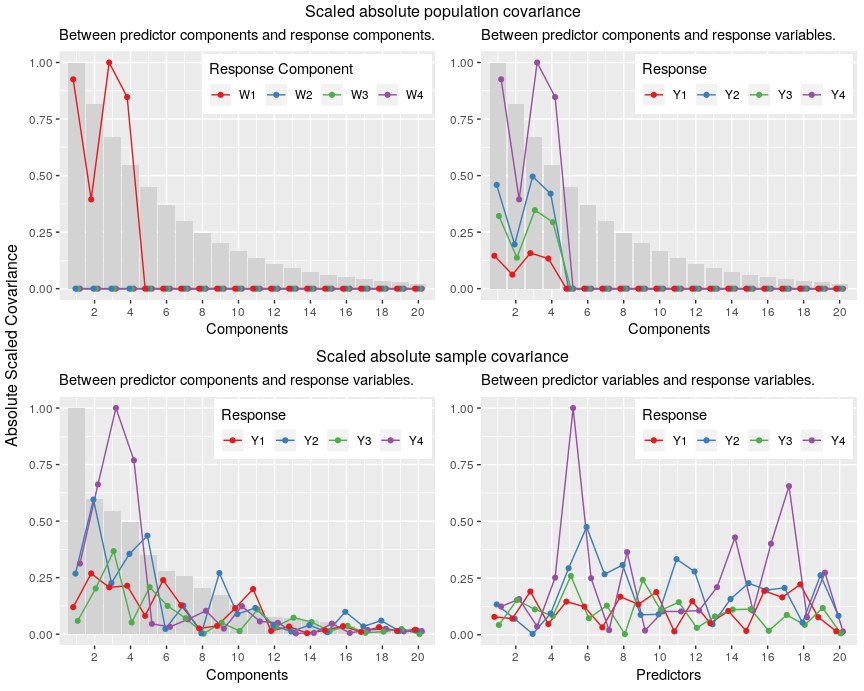 Scaled absolute population covariance
Between predictor components and response components.
Between predictor components and response variables.
Response Component
W1 W2 W3 W4
Response
Y1 Y2 Y3 Y4
1.00
0.75
0.50
0.25
0.00
2 4 6 8 10 12 14 16 18 20
Components
1.00
0.75
0.50
0.25
0.00
2 4 6 8 10 12 14 16 18 20
Components
Absolute Scaled Covariance
Scaled absolute sample covariance
Between predictor components and response variables.
Between predictor variables and response variables.
Response
Y1 Y2 Y3 Y4
Response
Y1 Y2 Y3 Y4
1.00
0.75
0.50
0.25
0.00
2 4 6 8 10 12 14 16 18 20
Components
1.00
0.75
0.50
0.25
0.00
2 4 6 8 10 12 14 16 18 20
Predictors